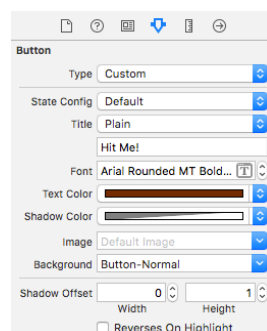 Button
Type Custom
State Config Default
Title Plain
Hit Me!
Font Arial Rounded MT Bold... T
Text Color
Shadow Color
Image Default Image
Background Button-Normal
Shadow Offset 0 1
Width Height
Reverses On Highlight